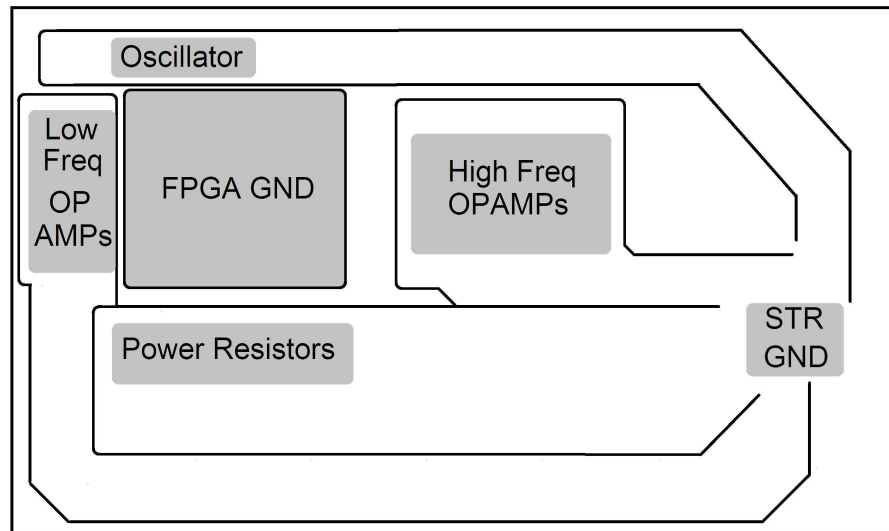 Oscillator
Low
Freq
OP
AMPs
FPGA GND
High Freq
OPAMPs
Power Resistors
STR
GND